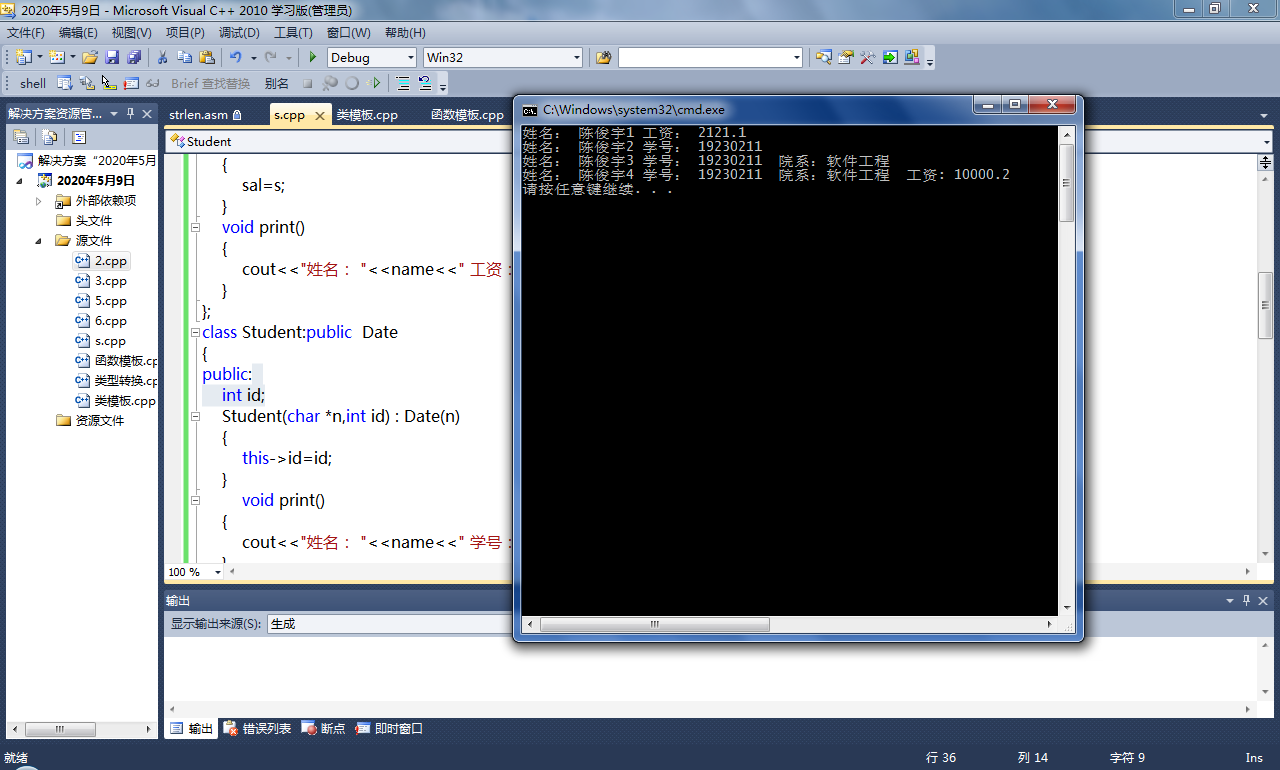 2020年5月9日 - Microsoft Visual C++ 2010 学习版(管理员)
文件(F) 编辑(E) 视图(V) 项目(P) 调试(D) 工具(T) 窗口(W) 帮助(H)
Debug Win32
shell Brief 查找替换 别名
解决方案资源管...
解决方案“2020年5月
2020年5月9日
外部依赖项
头文件
源文件
2.cpp
3.cpp
5.cpp
6.cpp
s.cpp
函数模板.cp
类型转换.cp
类模板.cpp
资源文件
strlen.asm s.cpp 类模板.cpp 函数模板.cpp
Student
{
sal=s;
}
void print()
{
cout<<"姓名： "<<name<<" 工资：
}
};
class Student:public  Date
{
public:
int id;
Student(char *n,int id) : Date(n)
{
this->id=id;
}
void print()
{
cout<<"姓名： "<<name<<" 学号：
}
100 %
C:\Windows\system32\cmd.exe
姓名： 陈俊宇1 工资： 2121.1
姓名： 陈俊宇2 学号： 19230211
姓名： 陈俊宇3 学号： 19230211  院系：软件工程
姓名： 陈俊宇4 学号： 19230211  院系：软件工程  工资：10000.2
请按任意键继续. . .
输出
显示输出来源(S): 生成
输出 错误列表 断点 即时窗口
就绪 行 36 列 14 字符 9 Ins